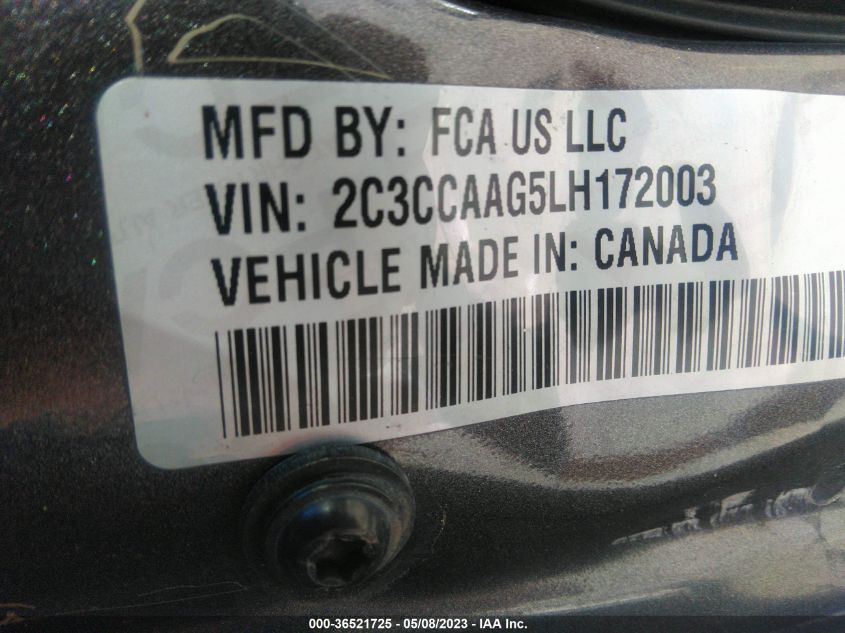 MFD BY: FCA US LLC
VIN: 2C3CCAAG5LH172003
VEHICLE MADE IN: CANADA
000-36521725 - 05/08/2023 - IAA Inc.